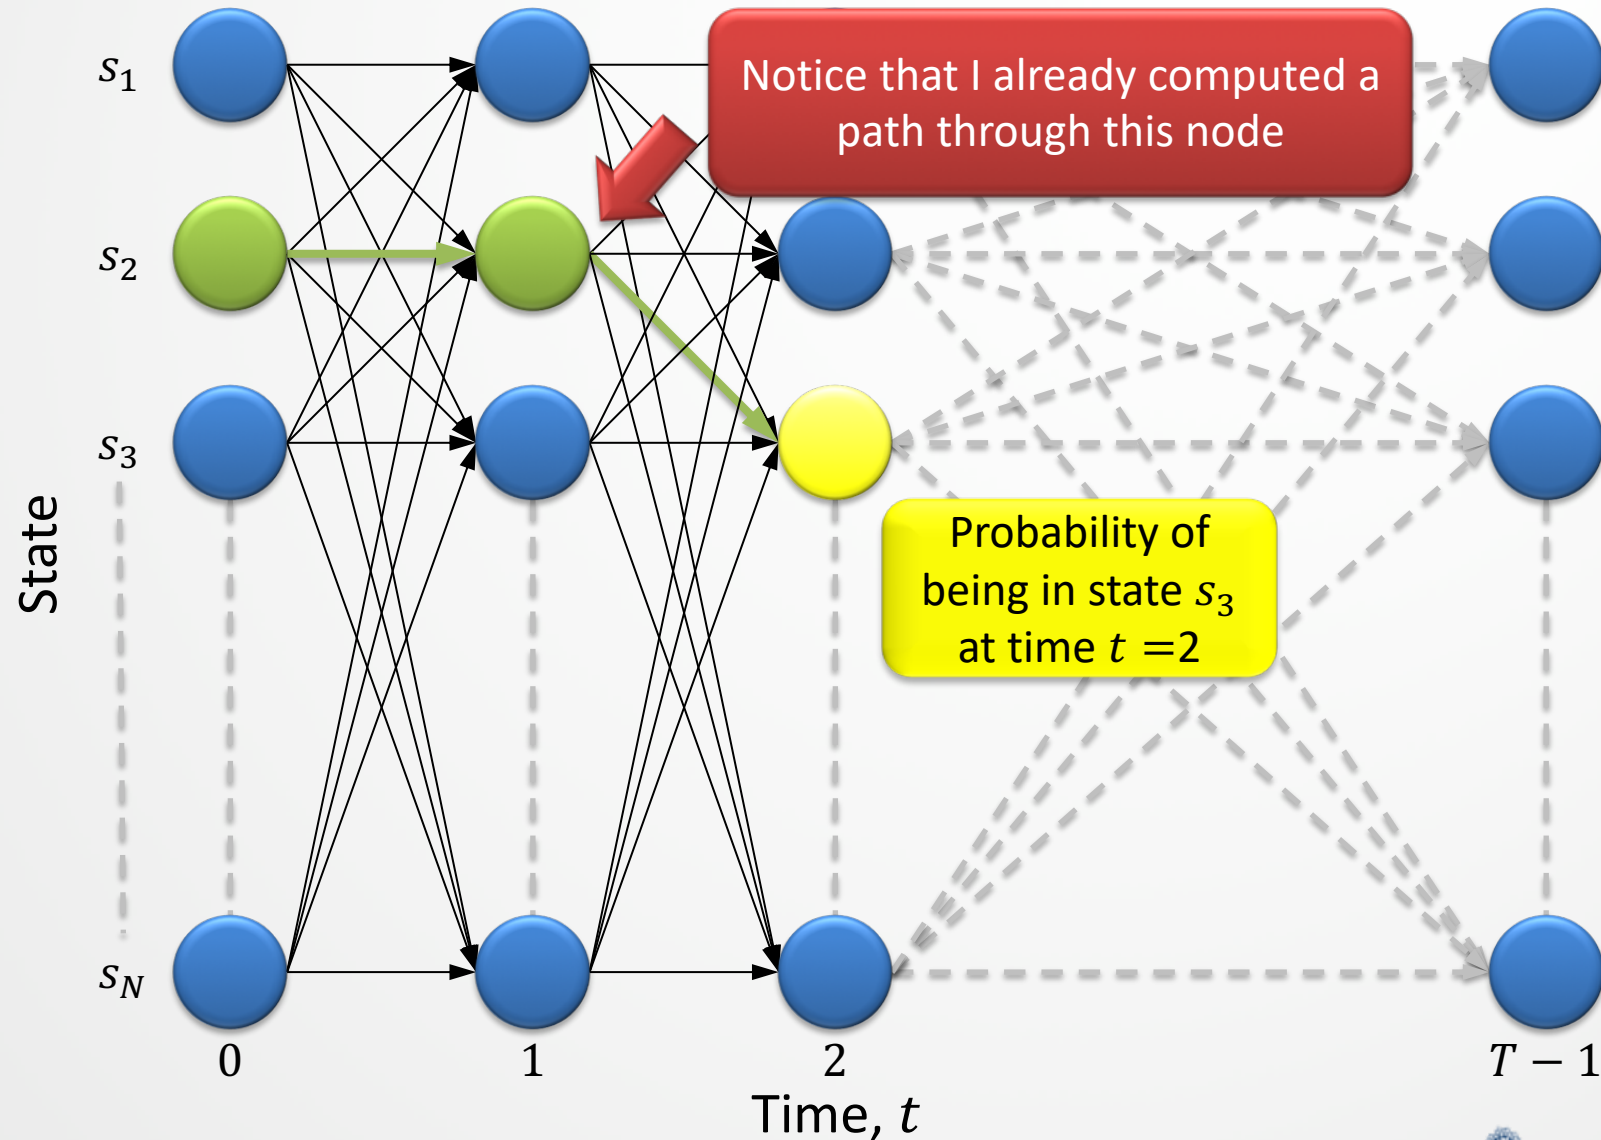 s₁
Notice that I already computed a
path through this node
s₂
s₃
Probability of
being in state s₃
at time t =2
State
s_N
0 1 2 T − 1
Time, t